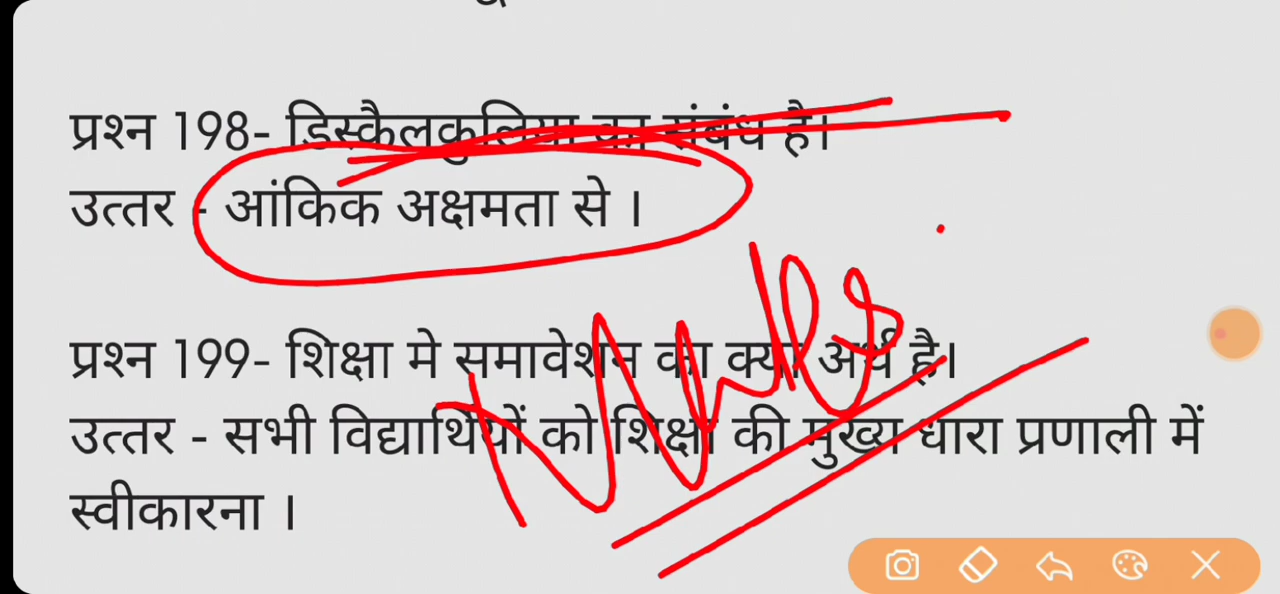 प्रश्न 198- डिस्कैलकुलिया का संबंध है।
उत्तर - आंकिक अक्षमता से ।
प्रश्न 199- शिक्षा मे समावेशन का क्या अर्थ है।
उत्तर - सभी विद्यार्थियों को शिक्षा की मुख्य धारा प्रणाली में
स्वीकारना ।